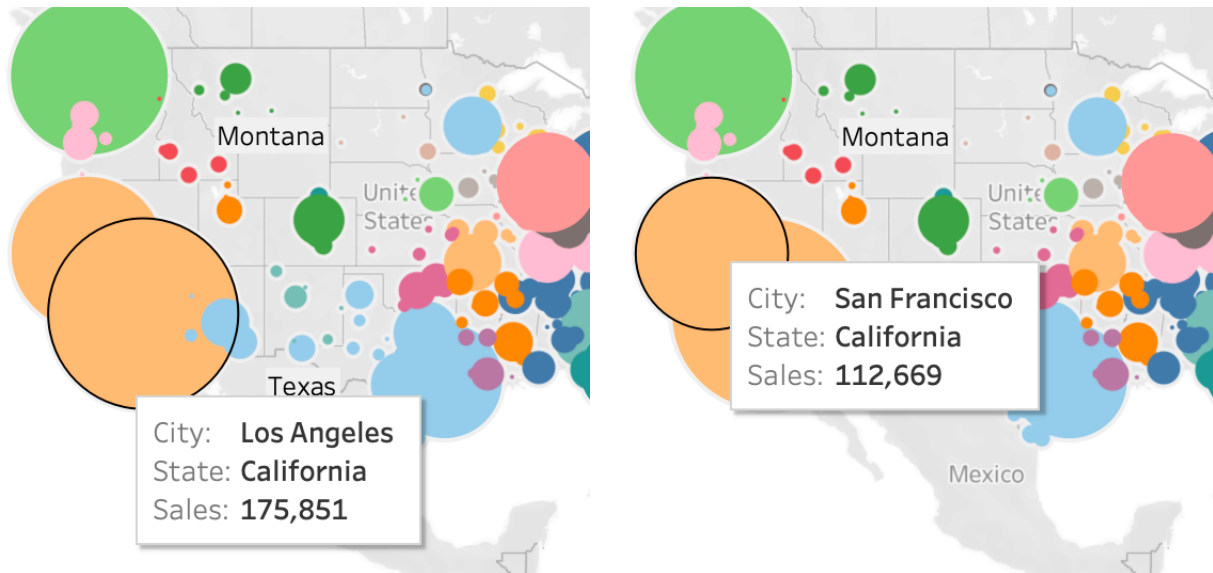 Montana
United
States
Texas
City: Los Angeles
State: California
Sales: 175,851
Montana
United
States
City: San Francisco
State: California
Sales: 112,669
Mexico